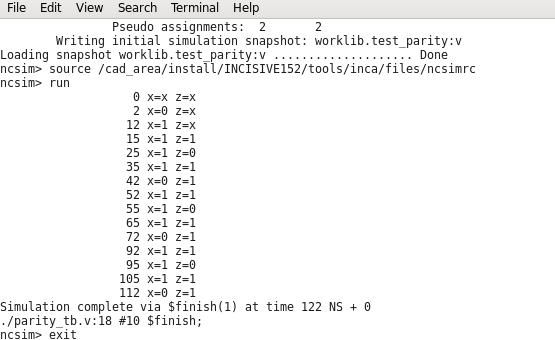 File Edit View Search Terminal Help
Pseudo assignments: 2 2
Writing initial simulation snapshot: worklib.test_parity:v
Loading snapshot worklib.test_parity:v .................... Done
ncsim> source /cad_area/install/INCISIVE152/tools/inca/files/ncsimrc
ncsim> run
0 x=x z=x
2 x=0 z=x
12 x=1 z=x
15 x=1 z=1
25 x=1 z=0
35 x=1 z=1
42 x=0 z=1
52 x=1 z=1
55 x=1 z=0
65 x=1 z=1
72 x=0 z=1
92 x=1 z=1
95 x=1 z=0
105 x=1 z=1
112 x=0 z=1
Simulation complete via $finish(1) at time 122 NS + 0
./parity_tb.v:18 #10 $finish;
ncsim> exit